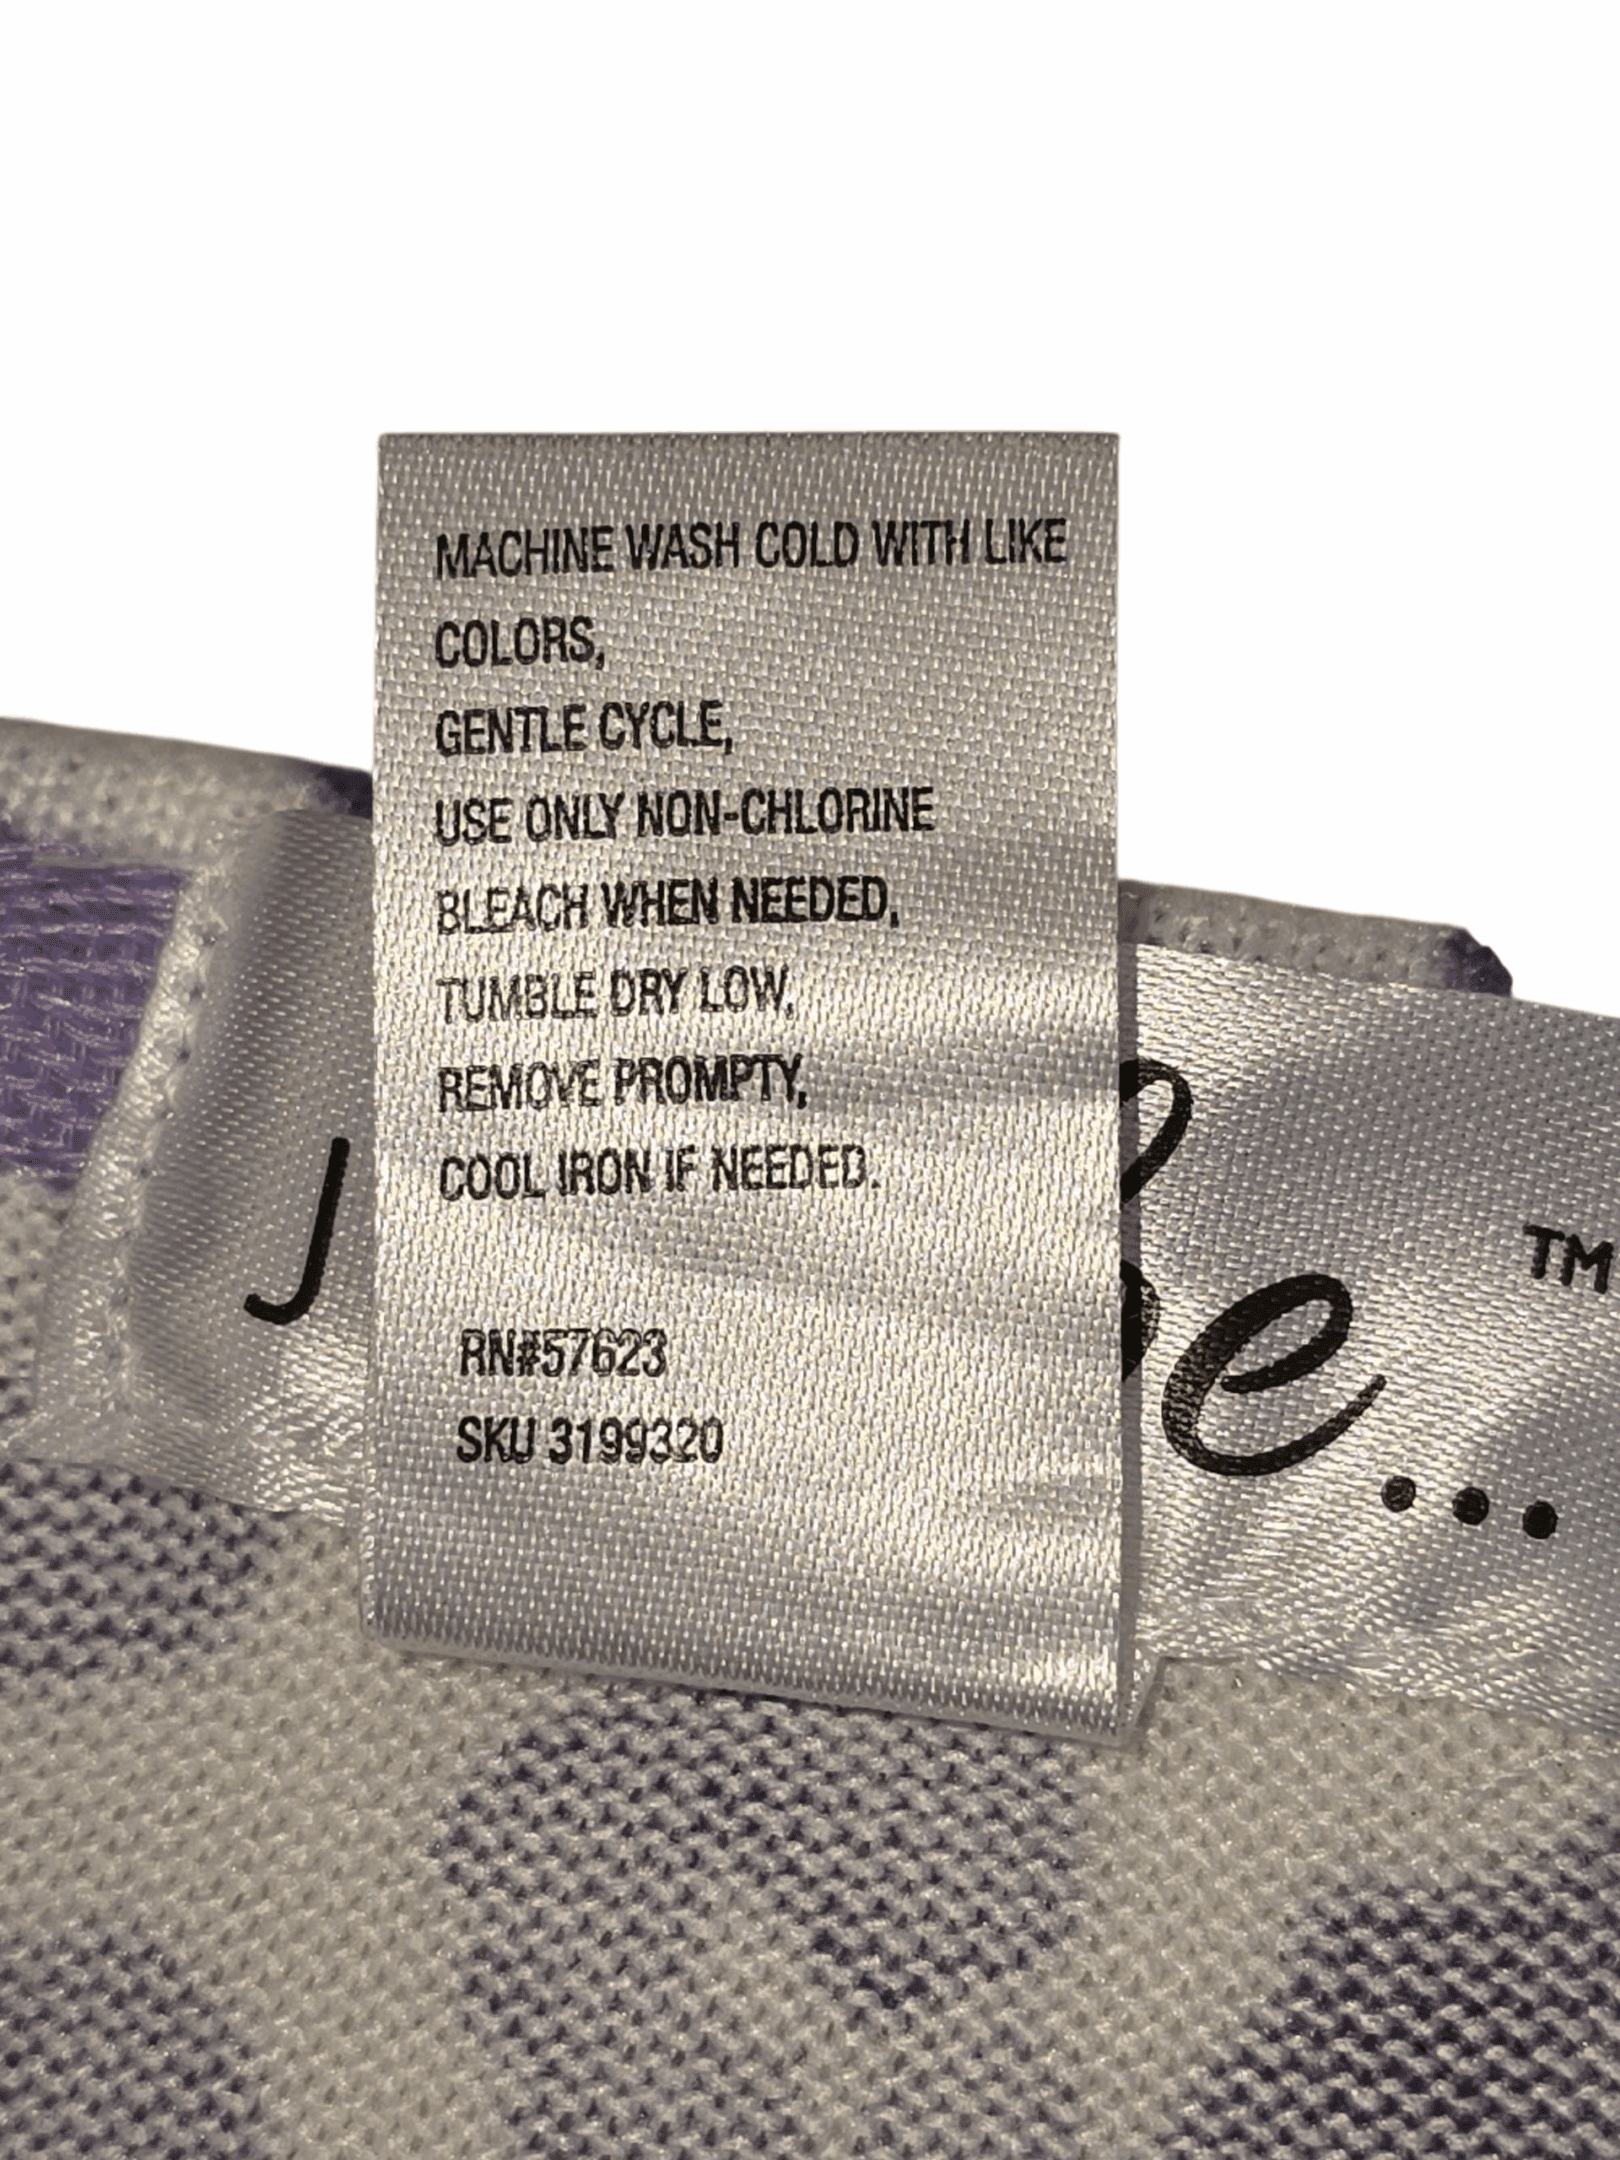 MACHINE WASH COLD WITH LIKE
COLORS,
GENTLE CYCLE,
USE ONLY NON-CHLORINE
BLEACH WHEN NEEDED,
TUMBLE DRY LOW,
REMOVE PROMPTY,
COOL IRON IF NEEDED.
RN#57623
SKU 3199320
be...™